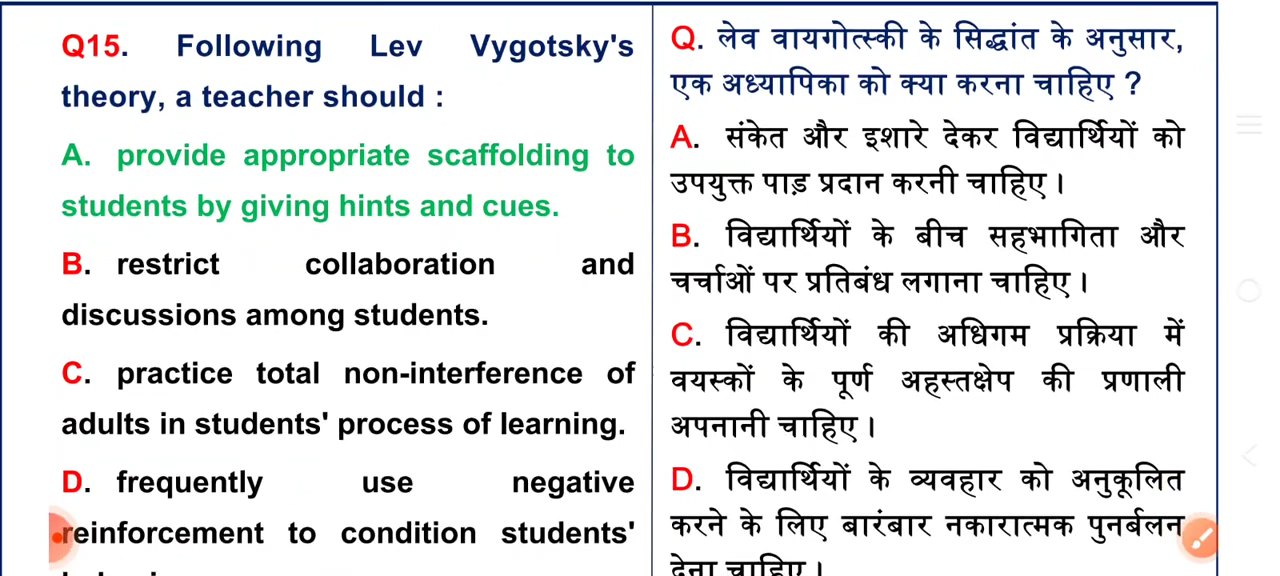 Q15. Following Lev Vygotsky's
theory, a teacher should :
A. provide appropriate scaffolding to
students by giving hints and cues.
B. restrict collaboration and
discussions among students.
C. practice total non-interference of
adults in students' process of learning.
D. frequently use negative
reinforcement to condition students'
Q. लेव वायगोत्स्की के सिद्धांत के अनुसार,
एक अध्यापिका को क्या करना चाहिए ?
A. संकेत और इशारे देकर विद्यार्थियों को
उपयुक्त पाड़ प्रदान करनी चाहिए।
B. विद्यार्थियों के बीच सहभागिता और
चर्चाओं पर प्रतिबंध लगाना चाहिए।
C. विद्यार्थियों की अधिगम प्रक्रिया में
वयस्कों के पूर्ण अहस्तक्षेप की प्रणाली
अपनानी चाहिए।
D. विद्यार्थियों के व्यवहार को अनुकूलित
करने के लिए बारंबार नकारात्मक पुनर्बलन
देना चाहिए।